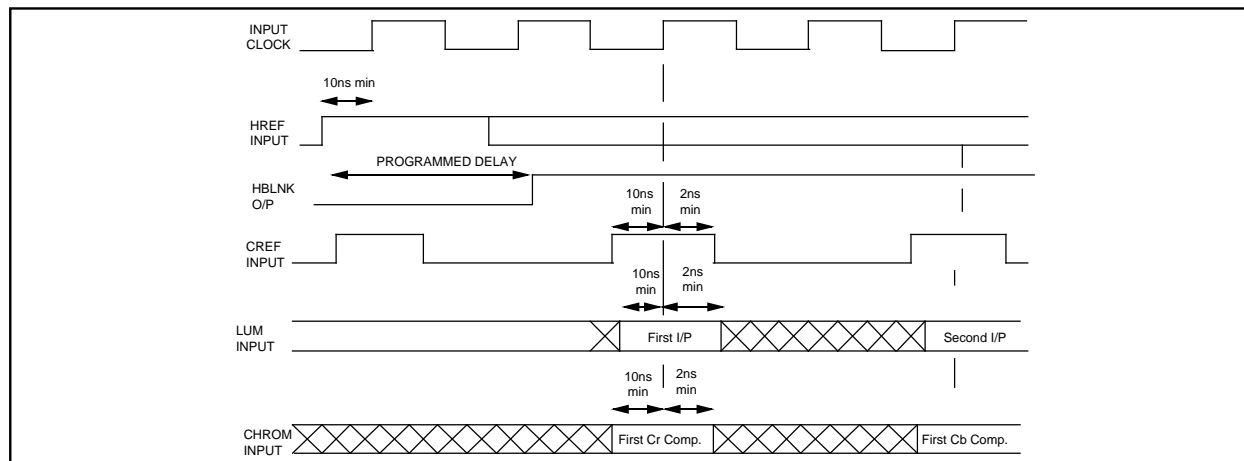 INPUT
CLOCK
10ns min
HREF
INPUT
PROGRAMMED DELAY
HBLNK
O/P
10ns
min
2ns
min
CREF
INPUT
10ns
min
2ns
min
LUM
INPUT
First I/P
Second I/P
10ns
min
2ns
min
CHROM
INPUT
First Cr Comp.
First Cb Comp.